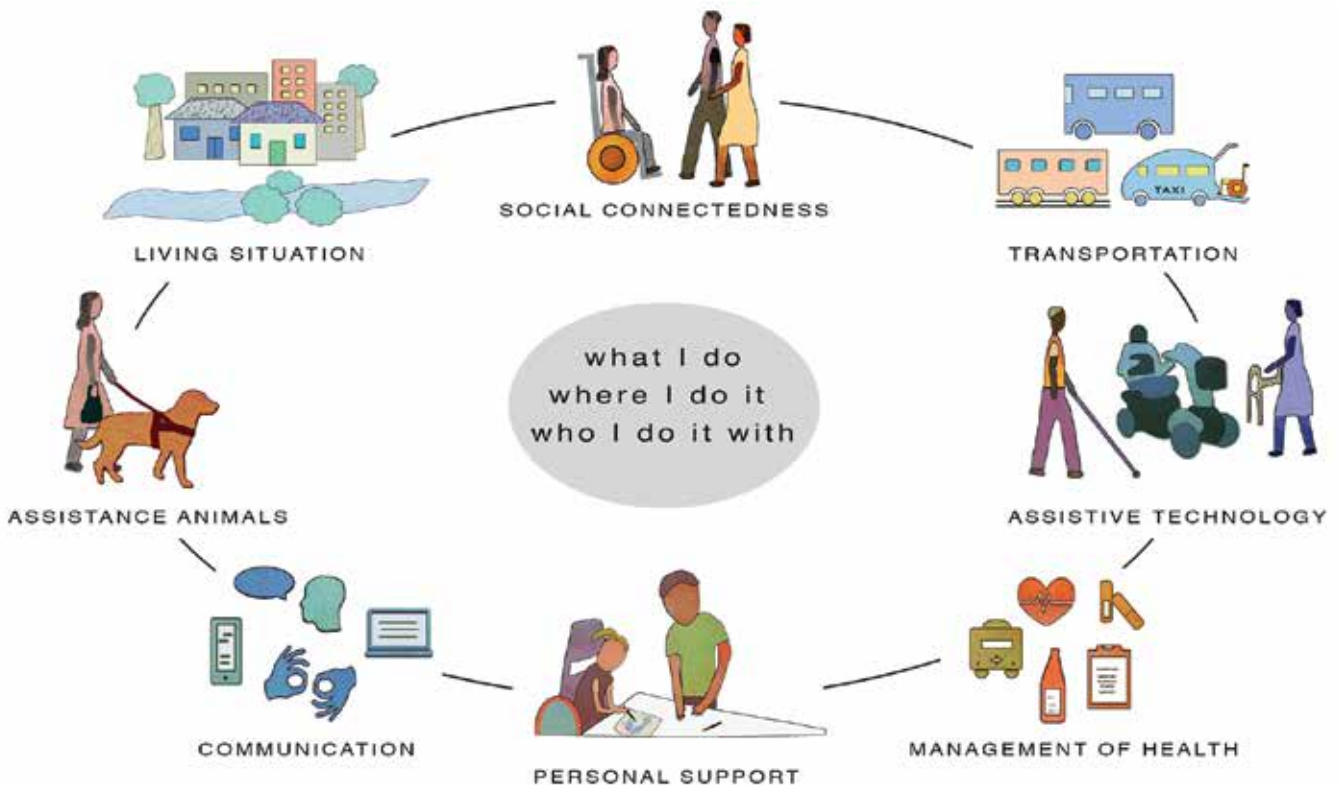 SOCIAL CONNECTEDNESS
TAXI
TRANSPORTATION
LIVING SITUATION
what I do
where I do it
who I do it with
ASSISTANCE ANIMALS
ASSISTIVE TECHNOLOGY
COMMUNICATION
MANAGEMENT OF HEALTH
PERSONAL SUPPORT